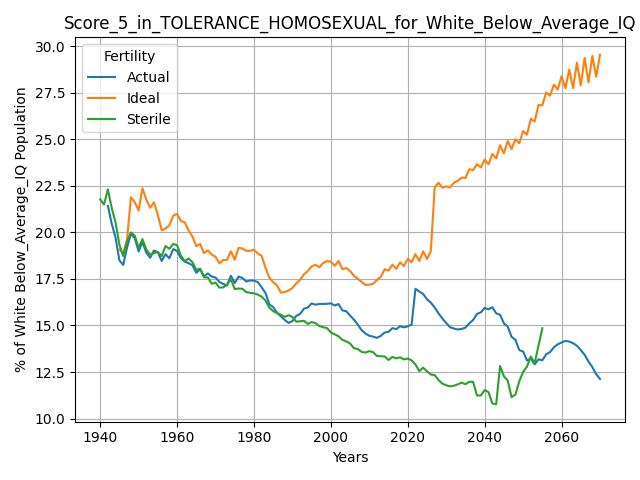 Score_5_in_TOLERANCE_HOMOSEXUAL_for_White_Below_Average_IQ
Fertility
Actual
Ideal
Sterile
% of White Below_Average_IQ Population
30.0
27.5
25.0
22.5
20.0
17.5
15.0
12.5
10.0
1940 1960 1980 2000 2020 2040 2060
Years